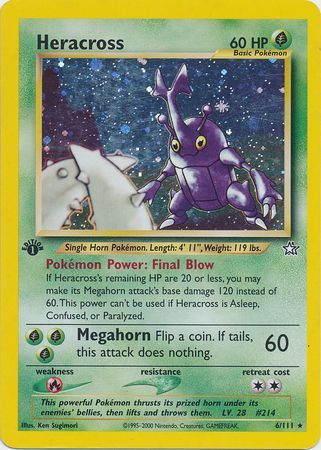 Heracross
60 HP
Basic Pokémon
Single Horn Pokémon. Length: 4' 11", Weight: 119 lbs.
EDITION
1
Pokémon Power: Final Blow
If Heracross's remaining HP are 20 or less, you may
make its Megahorn attack's base damage 120 instead of
60. This power can't be used if Heracross is Asleep,
Confused, or Paralyzed.
Megahorn Flip a coin. If tails,
this attack does nothing.
60
weakness
resistance
retreat cost
This powerful Pokémon thrusts its prized horn under its
enemies' bellies, then lifts and throws them. LV. 28 #214
Illus. Ken Sugimori
©1995-2000 Nintendo, Creatures, GAMEFREAK.
6/111 ★